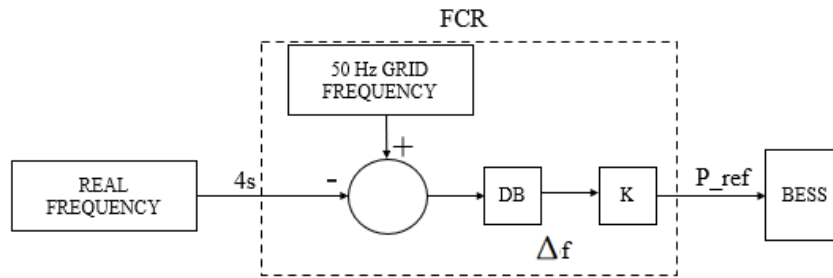 FCR
50 Hz GRID
FREQUENCY
+
REAL
FREQUENCY
4s
-
DB
K
P_ref
BESS
Δf